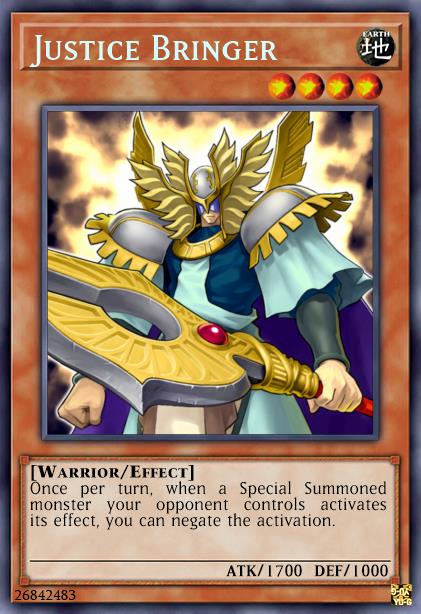 Justice Bringer
EARTH
地
[Warrior/Effect]
Once per turn, when a Special Summoned
monster your opponent controls activates
its effect, you can negate the activation.
ATK/1700 DEF/1000
26842483